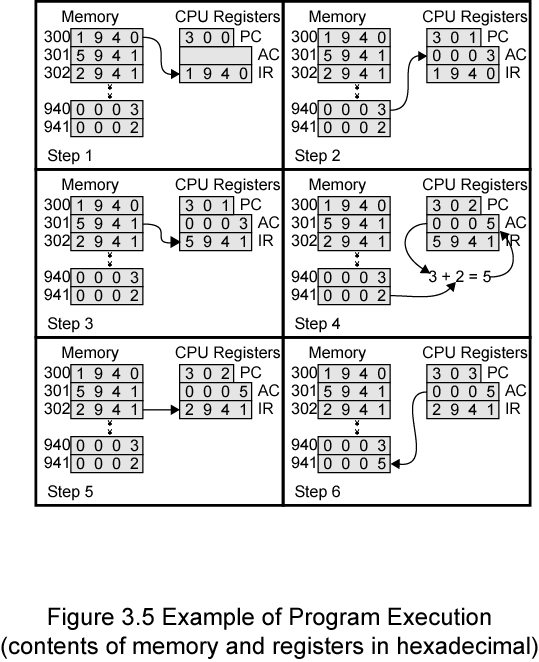 Memory CPU Registers
300 1 9 4 0 3 0 0 PC
301 5 9 4 1 AC
302 2 9 4 1 1 9 4 0 IR
940 0 0 0 3
941 0 0 0 2
Step 1
Memory CPU Registers
300 1 9 4 0 3 0 1 PC
301 5 9 4 1 0 0 0 3 AC
302 2 9 4 1 1 9 4 0 IR
940 0 0 0 3
941 0 0 0 2
Step 2
Memory CPU Registers
300 1 9 4 0 3 0 1 PC
301 5 9 4 1 0 0 0 3 AC
302 2 9 4 1 5 9 4 1 IR
940 0 0 0 3
941 0 0 0 2
Step 3
Memory CPU Registers
300 1 9 4 0 3 0 2 PC
301 5 9 4 1 0 0 0 5 AC
302 2 9 4 1 5 9 4 1 IR
940 0 0 0 3 3 + 2 = 5
941 0 0 0 2
Step 4
Memory CPU Registers
300 1 9 4 0 3 0 2 PC
301 5 9 4 1 0 0 0 5 AC
302 2 9 4 1 2 9 4 1 IR
940 0 0 0 3
941 0 0 0 2
Step 5
Memory CPU Registers
300 1 9 4 0 3 0 3 PC
301 5 9 4 1 0 0 0 5 AC
302 2 9 4 1 2 9 4 1 IR
940 0 0 0 3
941 0 0 0 5
Step 6
Figure 3.5 Example of Program Execution
(contents of memory and registers in hexadecimal)